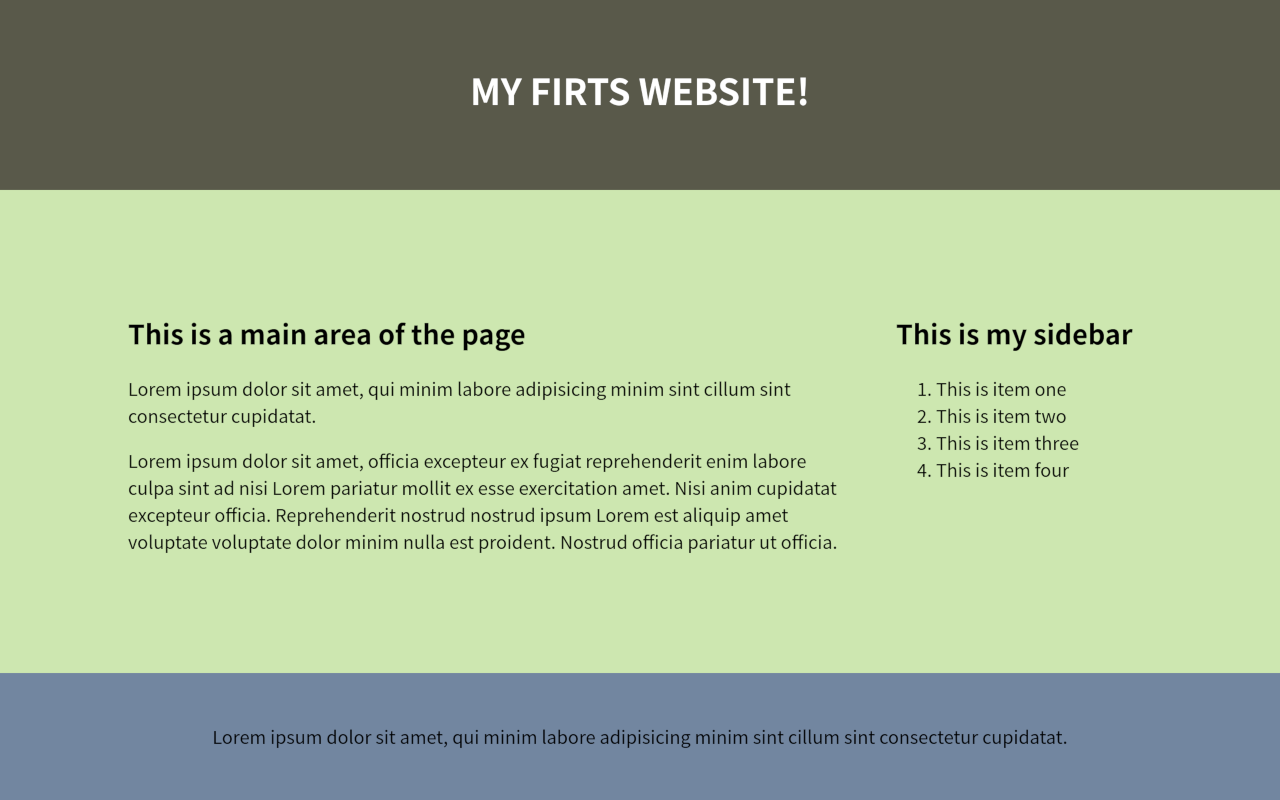 MY FIRTS WEBSITE!
This is a main area of the page
Lorem ipsum dolor sit amet, qui minim labore adipisicing minim sint cillum sint
consectetur cupidatat.
Lorem ipsum dolor sit amet, officia excepteur ex fugiat reprehenderit enim labore
culpa sint ad nisi Lorem pariatur mollit ex esse exercitation amet. Nisi anim cupidatat
excepteur officia. Reprehenderit nostrud nostrud ipsum Lorem est aliquip amet
voluptate voluptate dolor minim nulla est proident. Nostrud officia pariatur ut officia.
This is my sidebar
1. This is item one
2. This is item two
3. This is item three
4. This is item four
Lorem ipsum dolor sit amet, qui minim labore adipisicing minim sint cillum sint consectetur cupidatat.